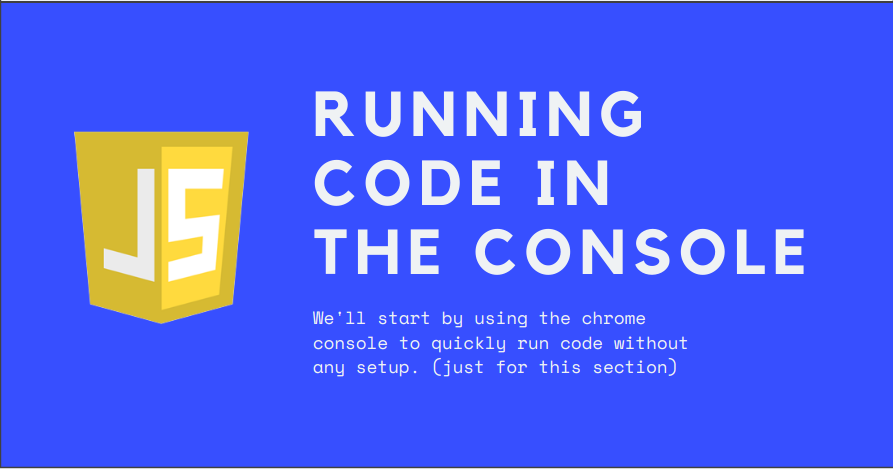 JS
RUNNING
CODE IN
THE CONSOLE
We'll start by using the chrome
console to quickly run code without
any setup. (just for this section)